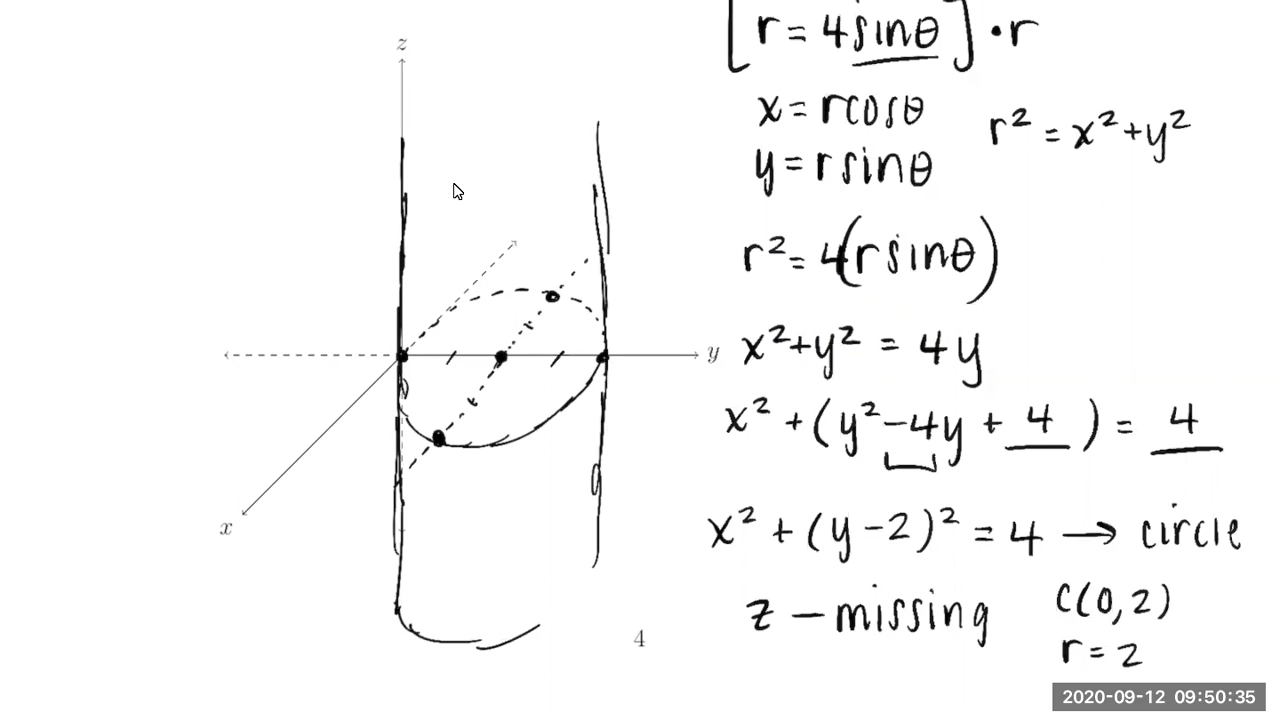 z
y
x
4
[r = 4sinθ] • r
x = rcosθ
r² = x² + y²
y = rsinθ
r² = 4(rsinθ)
x² + y² = 4y
x² + (y² - 4y + 4) = 4
x² + (y - 2)² = 4 → circle
z - missing
C(0, 2)
r = 2
2020-09-12 09:50:35